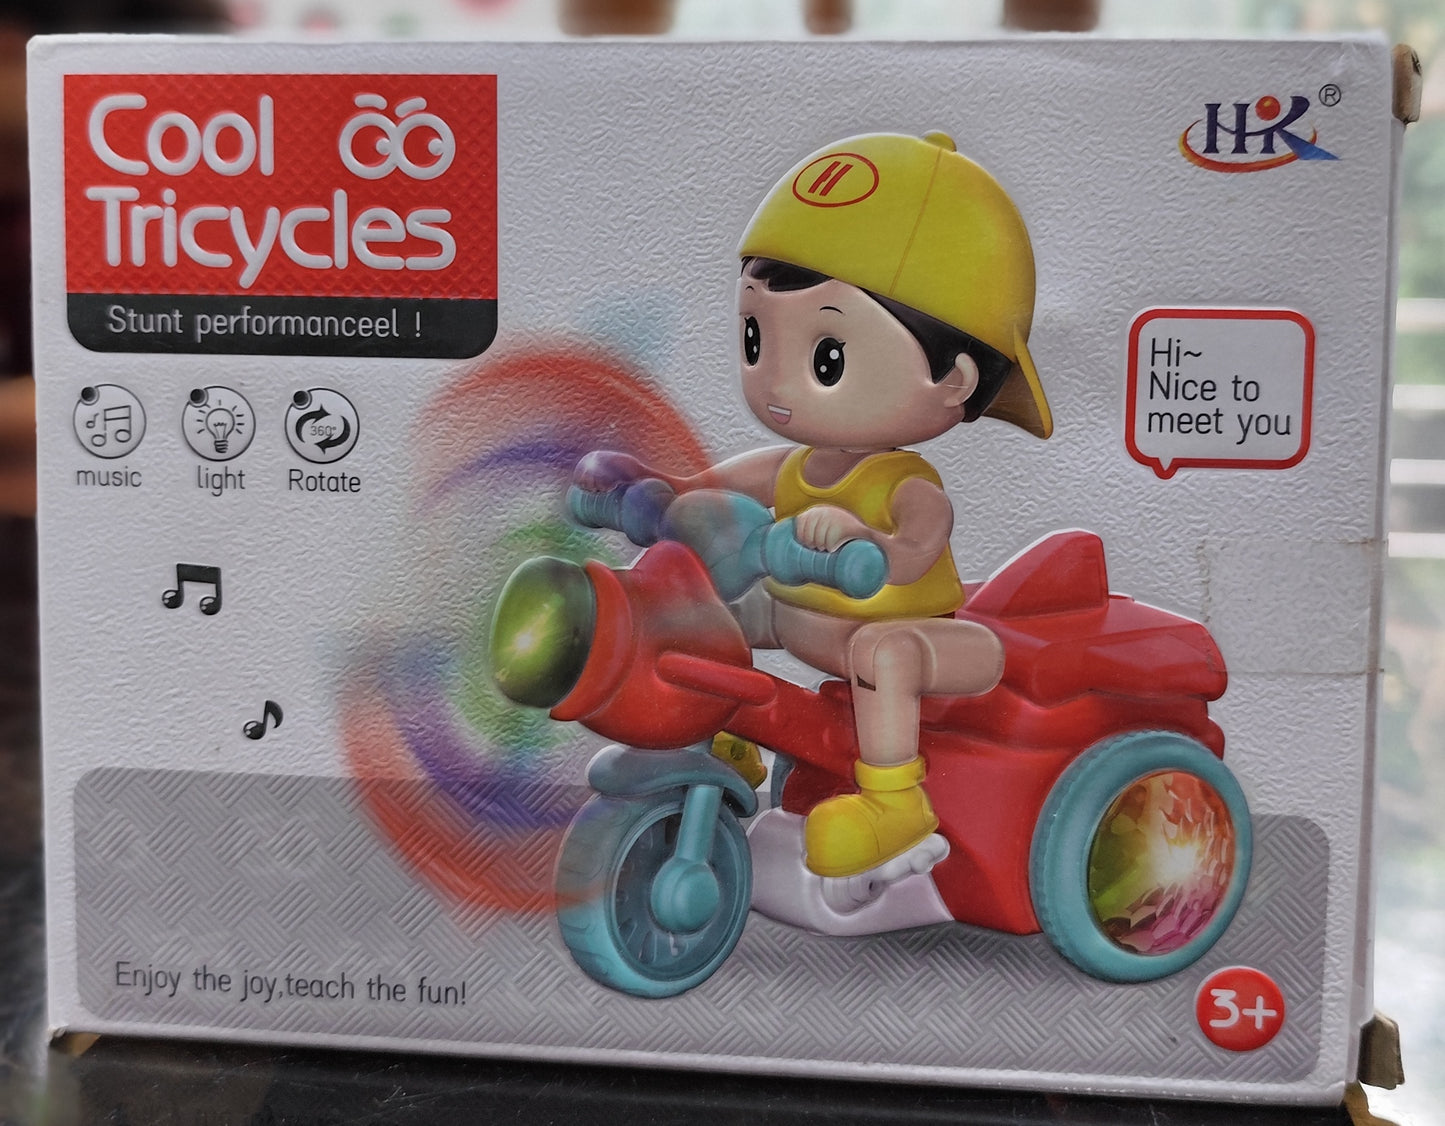 Cool
Tricycles
Stunt performanceel !
HK®
H
Hi~
Nice to
meet you
music
light
360°
Rotate
Enjoy the joy,teach the fun!
3+